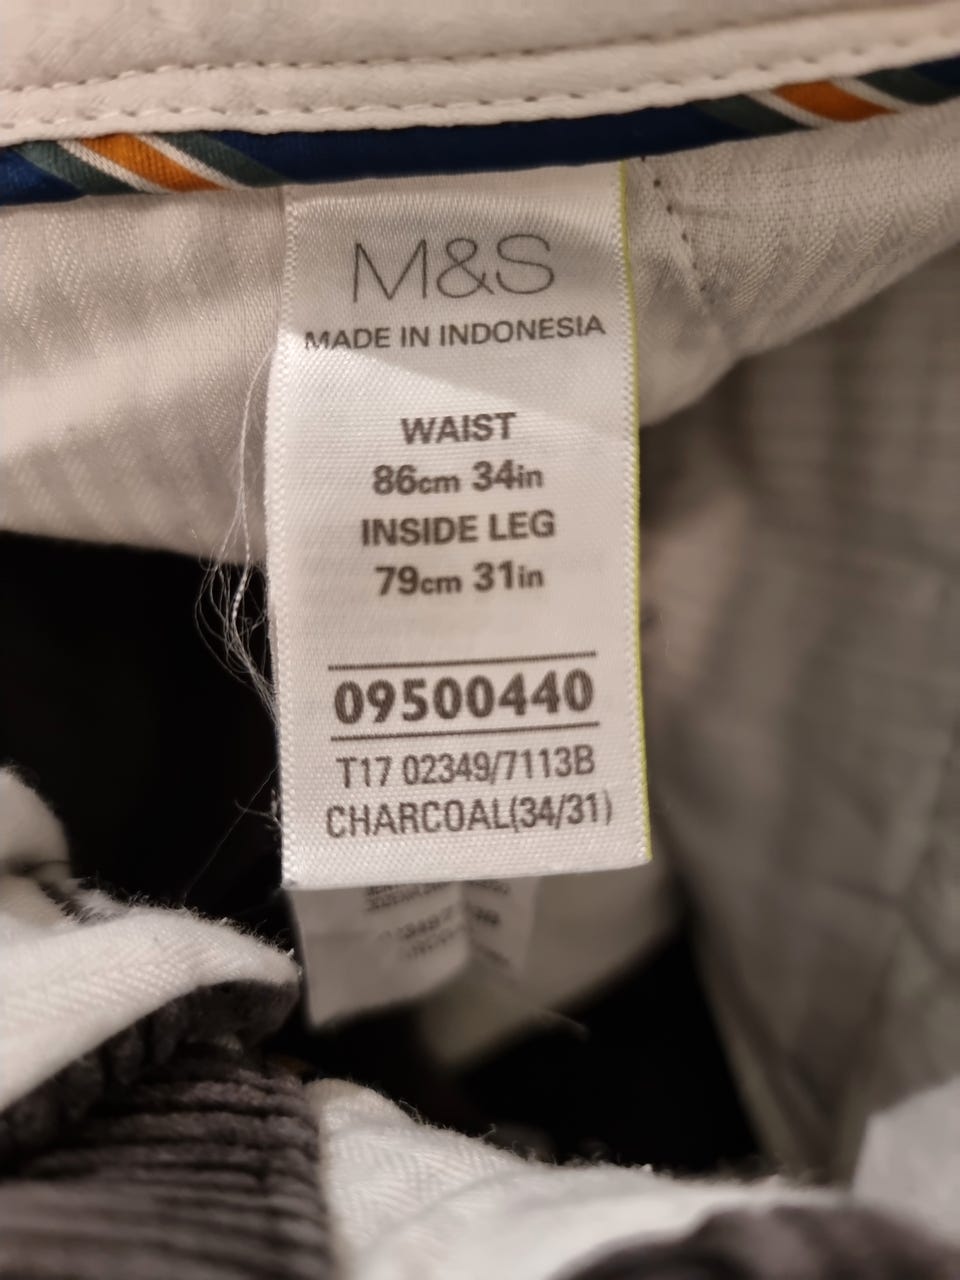 M&S
MADE IN INDONESIA
WAIST
86cm 34in
INSIDE LEG
79cm 31in
09500440
T17 02349/7113B
CHARCOAL(34/31)